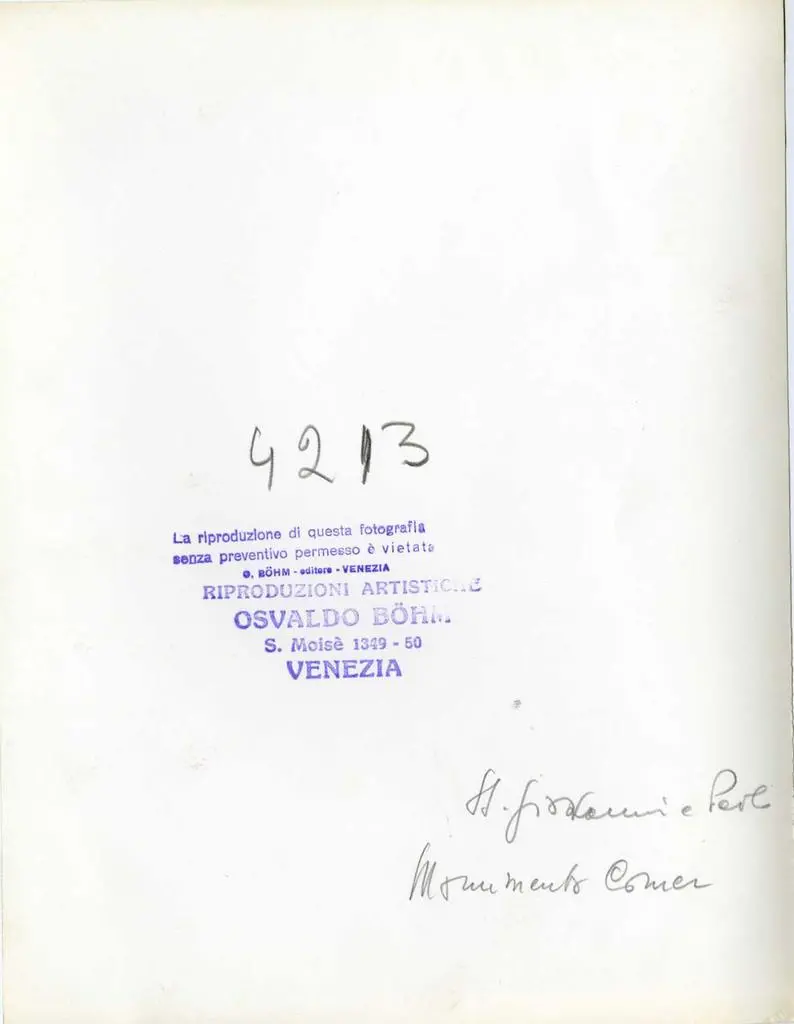 4213
La riproduzione di questa fotografia
senza preventivo permesso è vietata
O. BÖHM - editore - VENEZIA
RIPRODUZIONI ARTISTICHE
OSVALDO BÖHM
S. Moisè 1349 - 50
VENEZIA
SS. Giovanni e Paolo
Monumento Corner